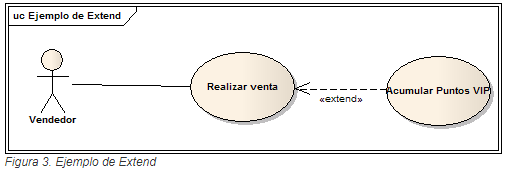 uc Ejemplo de Extend
Realizar venta
Acumular Puntos VIP
«extend»
Vendedor
Figura 3. Ejemplo de Extend